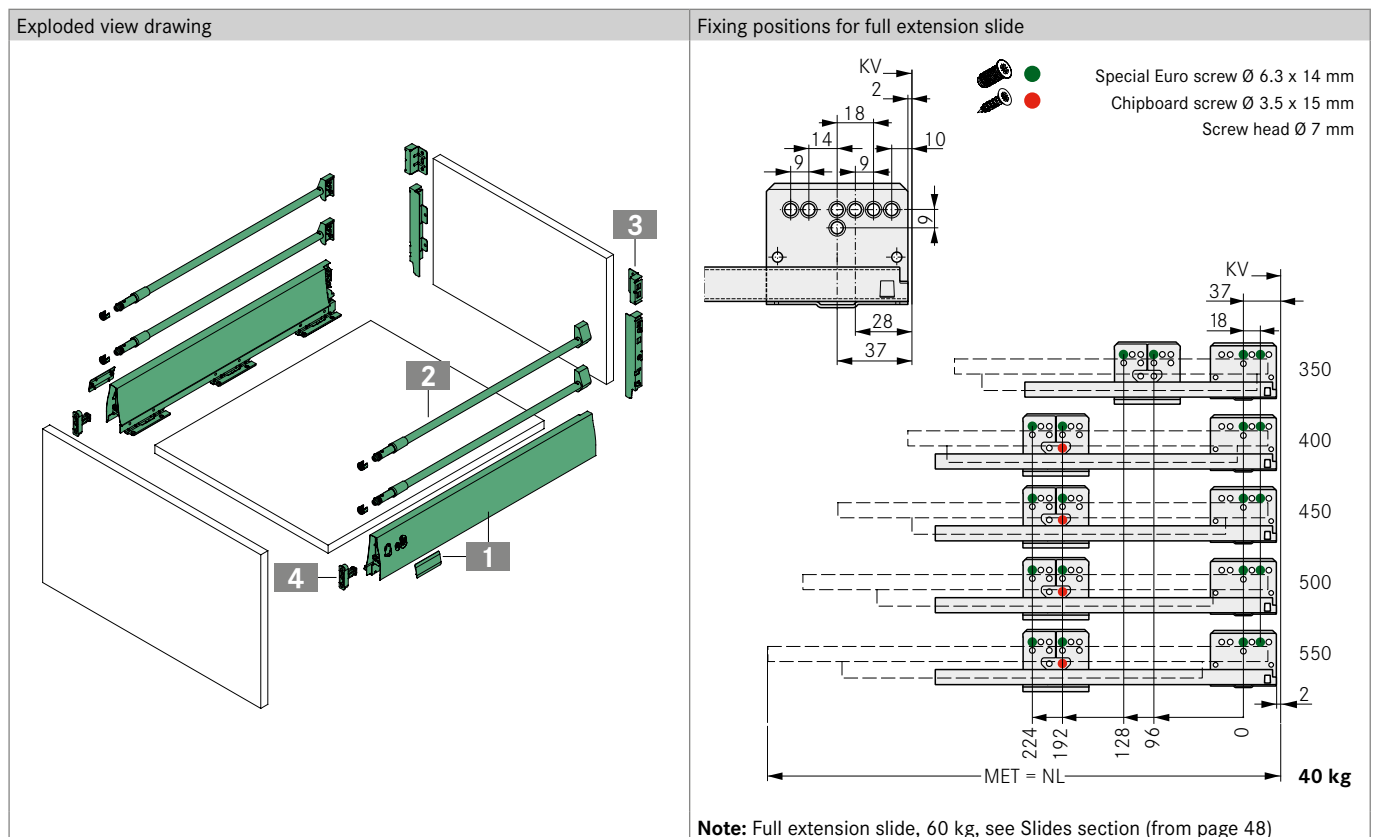 Exploded view drawing
3
2
1
4
Fixing positions for full extension slide
Special Euro screw Ø 6.3 x 14 mm
Chipboard screw Ø 3.5 x 15 mm
Screw head Ø 7 mm
KV
2
18
14
10
9
9
9
28
37
KV
37
18
350
400
450
500
550
2
224
192
128
96
0
MET = NL
40 kg
Note: Full extension slide, 60 kg, see Slides section (from page 48)